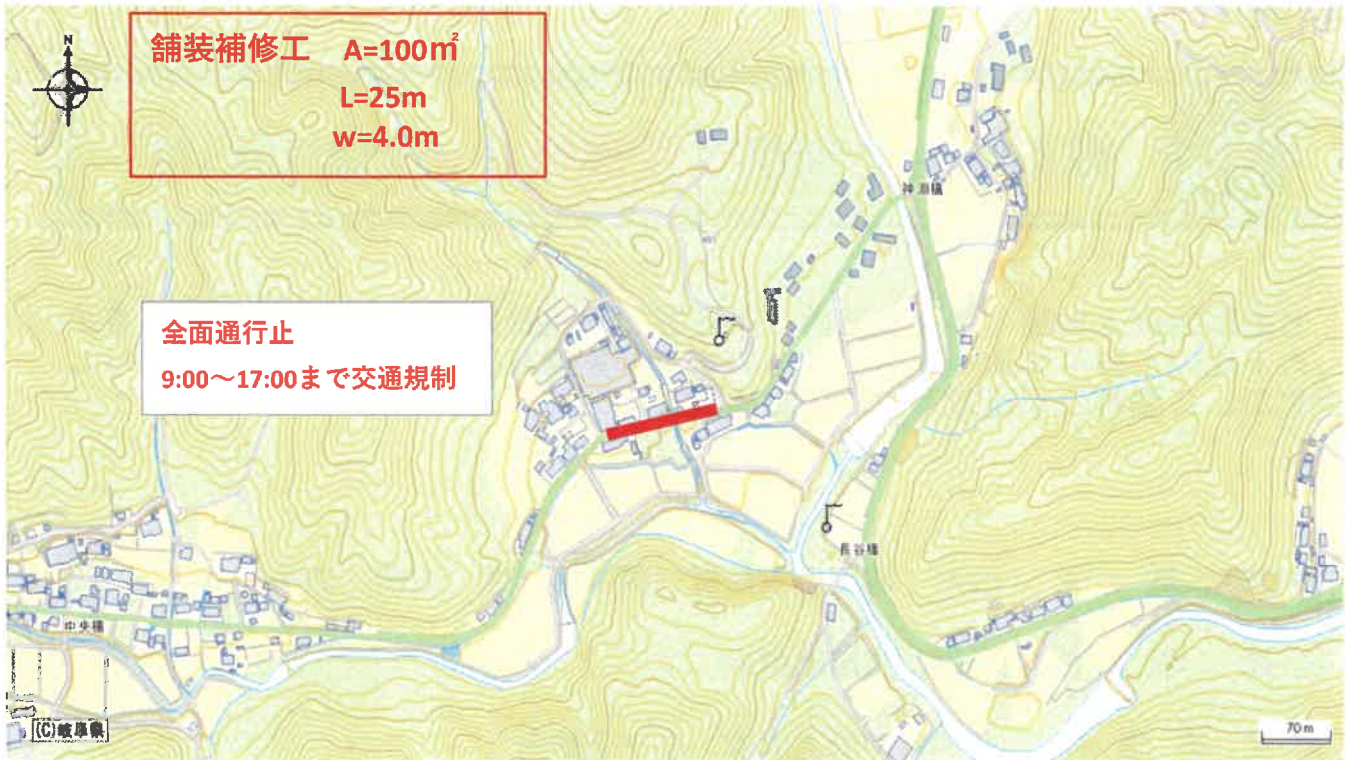 N
舗装補修工 A=100㎡
L=25m
w=4.0m
神淵橋
全面通行止
9:00～17:00まで交通規制
長谷橋
中央橋
(C)岐阜県
70m